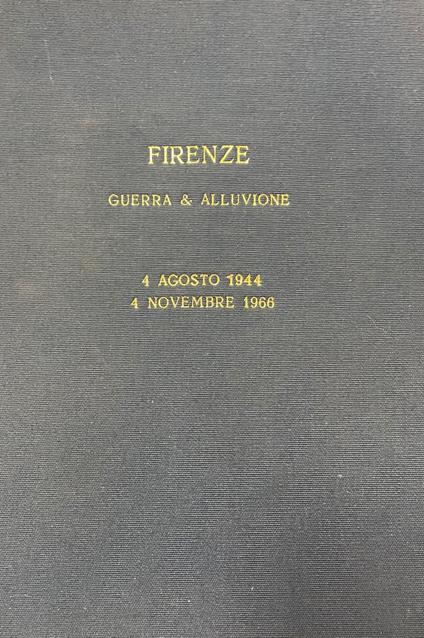 FIRENZE
GUERRA & ALLUVIONE
4 AGOSTO 1944
4 NOVEMBRE 1966